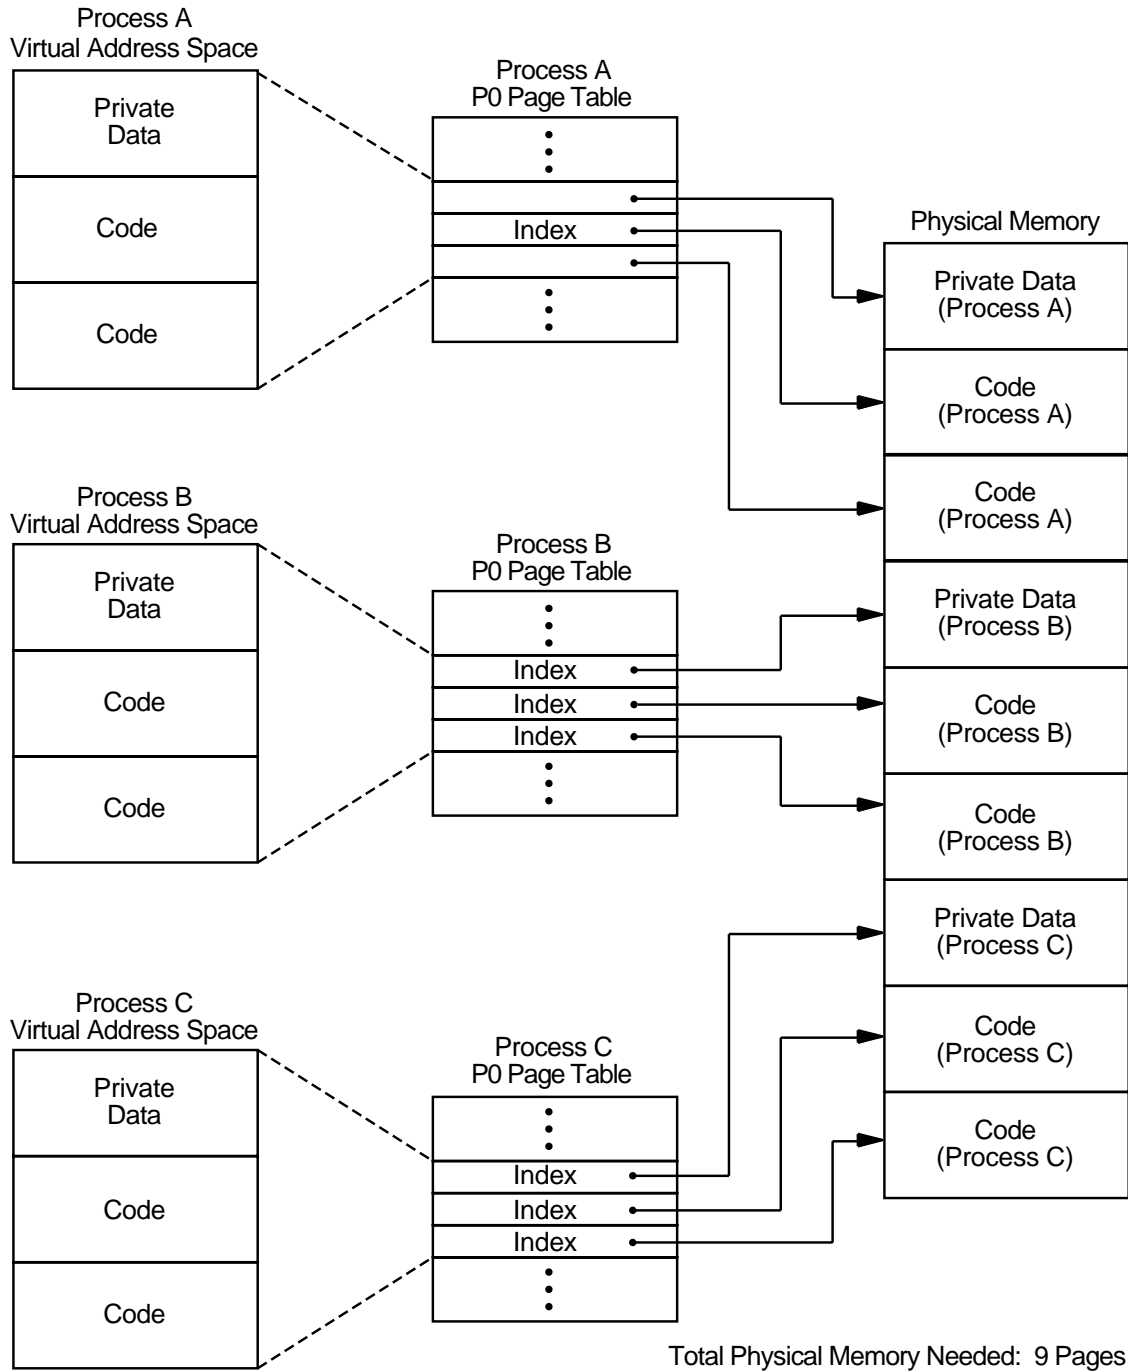 Process A
Virtual Address Space
Private
Data
Code
Code
Process A
P0 Page Table
Index
Physical Memory
Private Data
(Process A)
Code
(Process A)
Code
(Process A)
Private Data
(Process B)
Code
(Process B)
Code
(Process B)
Private Data
(Process C)
Code
(Process C)
Code
(Process C)
Process B
Virtual Address Space
Private
Data
Code
Code
Process B
P0 Page Table
Index
Index
Index
Process C
Virtual Address Space
Private
Data
Code
Code
Process C
P0 Page Table
Index
Index
Index
Total Physical Memory Needed: 9 Pages